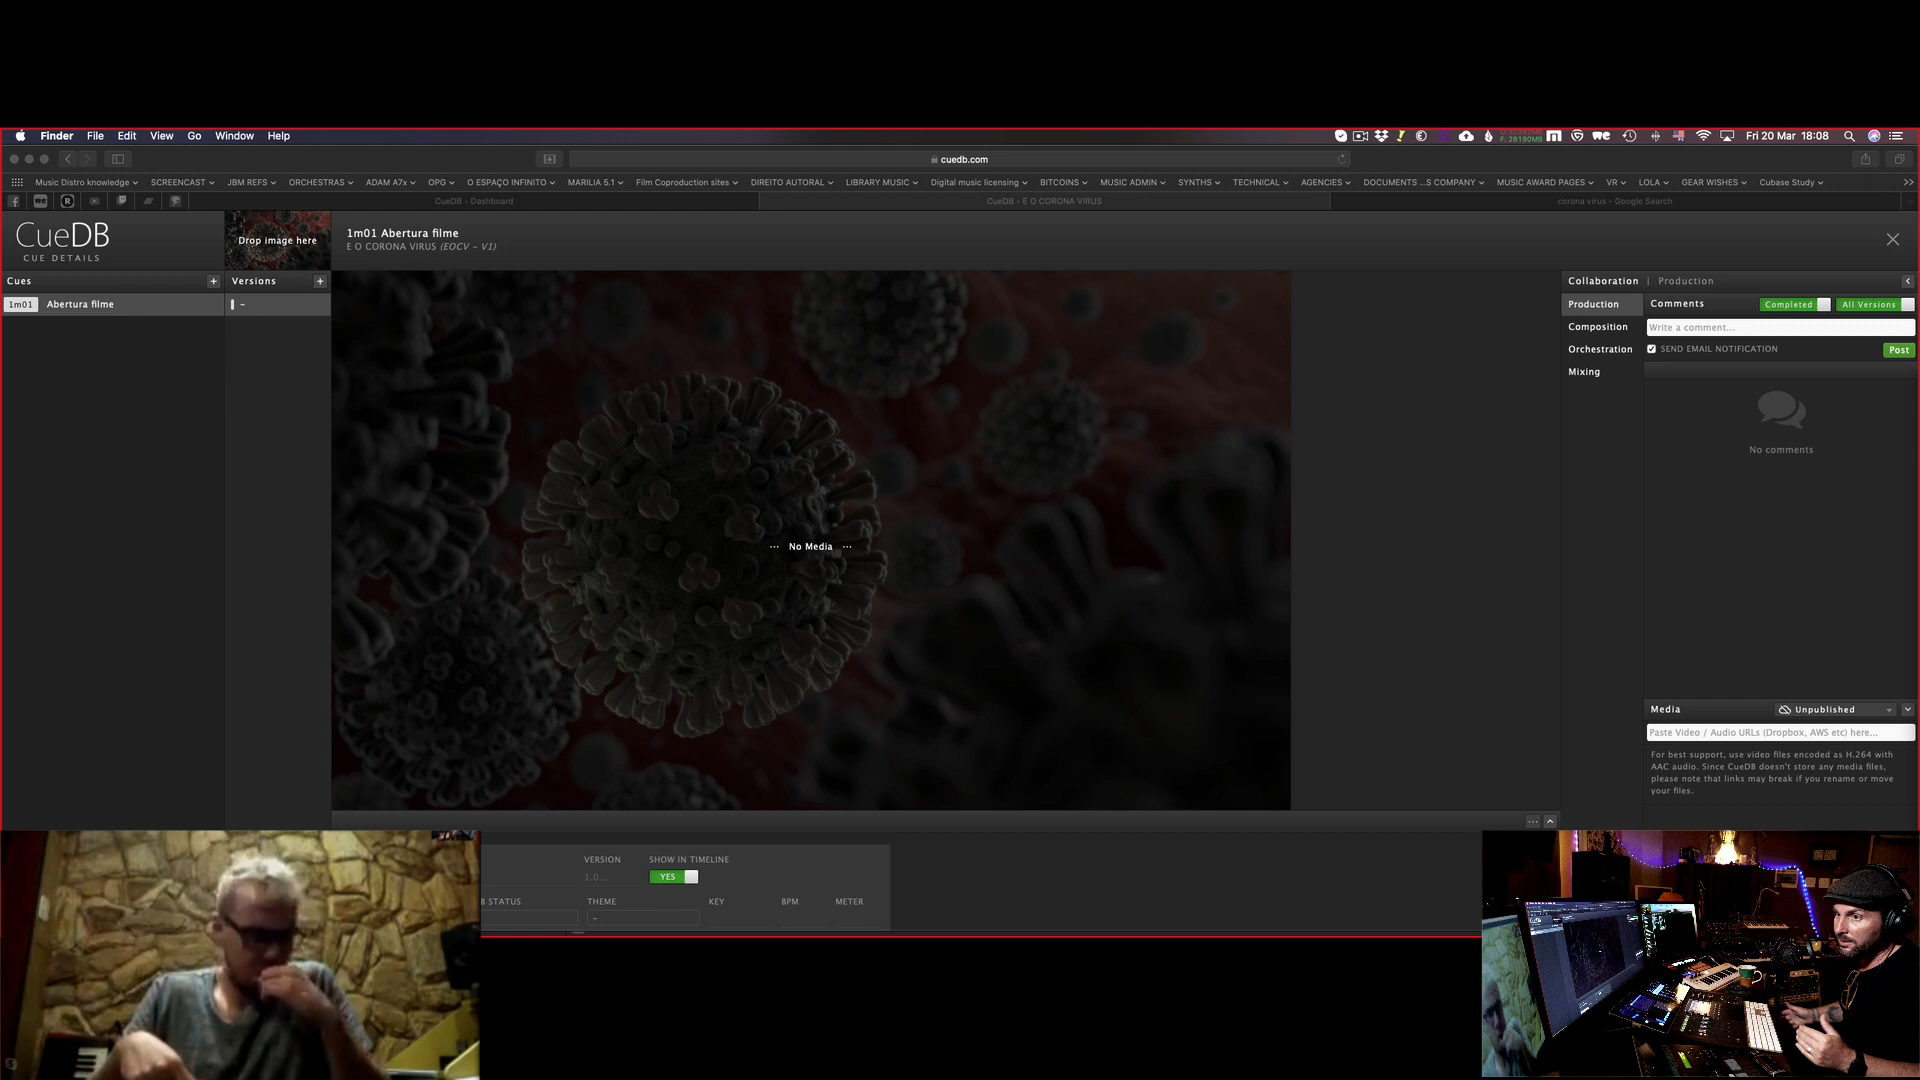 Finder File Edit View Go Window Help
F: 28190MB
Fri 20 Mar 18:08
cuedb.com
Music Distro knowledge SCREENCAST JBM REFS ORCHESTRAS ADAM A7x OPG O ESPAÇO INFINITO MARILIA 5.1 Film Coproduction sites DIREITO AUTORAL LIBRARY MUSIC Digital music licensing BITCOINS MUSIC ADMIN SYNTHS TECHNICAL AGENCIES DOCUMENTS ...S COMPANY MUSIC AWARD PAGES VR LOLA GEAR WISHES Cubase Study
CueDB - Dashboard CueDB - E O CORONA VIRUS corona virus - Google Search
CueDB
CUE DETAILS
Drop image here
1m01 Abertura filme
E O CORONA VIRUS (EOCV – V1)
Cues + Versions +
1m01 Abertura filme –
··· No Media ···
Collaboration | Production
Production
Composition
Orchestration
Mixing
Comments Completed All Versions
Write a comment...
SEND EMAIL NOTIFICATION Post
No comments
Media Unpublished
Paste Video / Audio URLs (Dropbox, AWS etc) here...
For best support, use video files encoded as H.264 with
AAC audio. Since CueDB doesn't store any media files,
please note that links may break if you rename or move
your files.
VERSION SHOW IN TIMELINE
1.0... YES
STATUS THEME KEY BPM METER
–